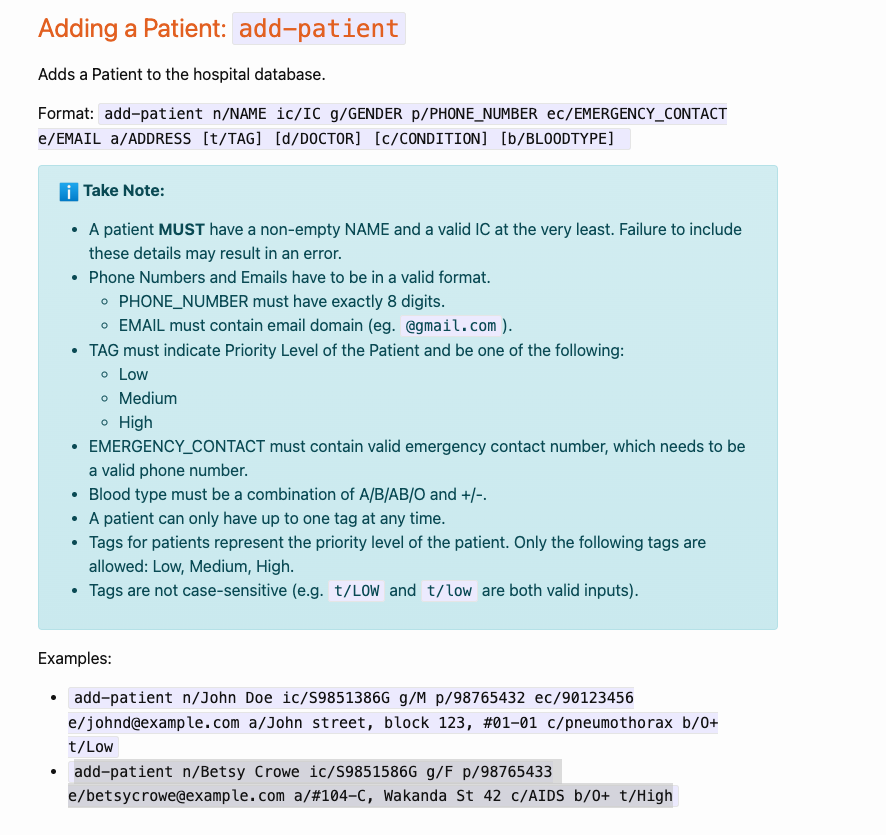 Adding a Patient: add-patient
Adds a Patient to the hospital database.
Format: add-patient n/NAME ic/IC g/GENDER p/PHONE_NUMBER ec/EMERGENCY_CONTACT
e/EMAIL a/ADDRESS [t/TAG] [d/DOCTOR] [c/CONDITION] [b/BLOODTYPE]
ℹ️ Take Note:
• A patient MUST have a non-empty NAME and a valid IC at the very least. Failure to include
these details may result in an error.
• Phone Numbers and Emails have to be in a valid format.
◦ PHONE_NUMBER must have exactly 8 digits.
◦ EMAIL must contain email domain (eg. @gmail.com ).
• TAG must indicate Priority Level of the Patient and be one of the following:
◦ Low
◦ Medium
◦ High
• EMERGENCY_CONTACT must contain valid emergency contact number, which needs to be
a valid phone number.
• Blood type must be a combination of A/B/AB/O and +/-.
• A patient can only have up to one tag at any time.
• Tags for patients represent the priority level of the patient. Only the following tags are
allowed: Low, Medium, High.
• Tags are not case-sensitive (e.g. t/LOW and t/low are both valid inputs).
Examples:
• add-patient n/John Doe ic/S9851386G g/M p/98765432 ec/90123456
e/johnd@example.com a/John street, block 123, #01-01 c/pneumothorax b/O+
t/Low
• add-patient n/Betsy Crowe ic/S9851586G g/F p/98765433
e/betsycrowe@example.com a/#104-C, Wakanda St 42 c/AIDS b/O+ t/High